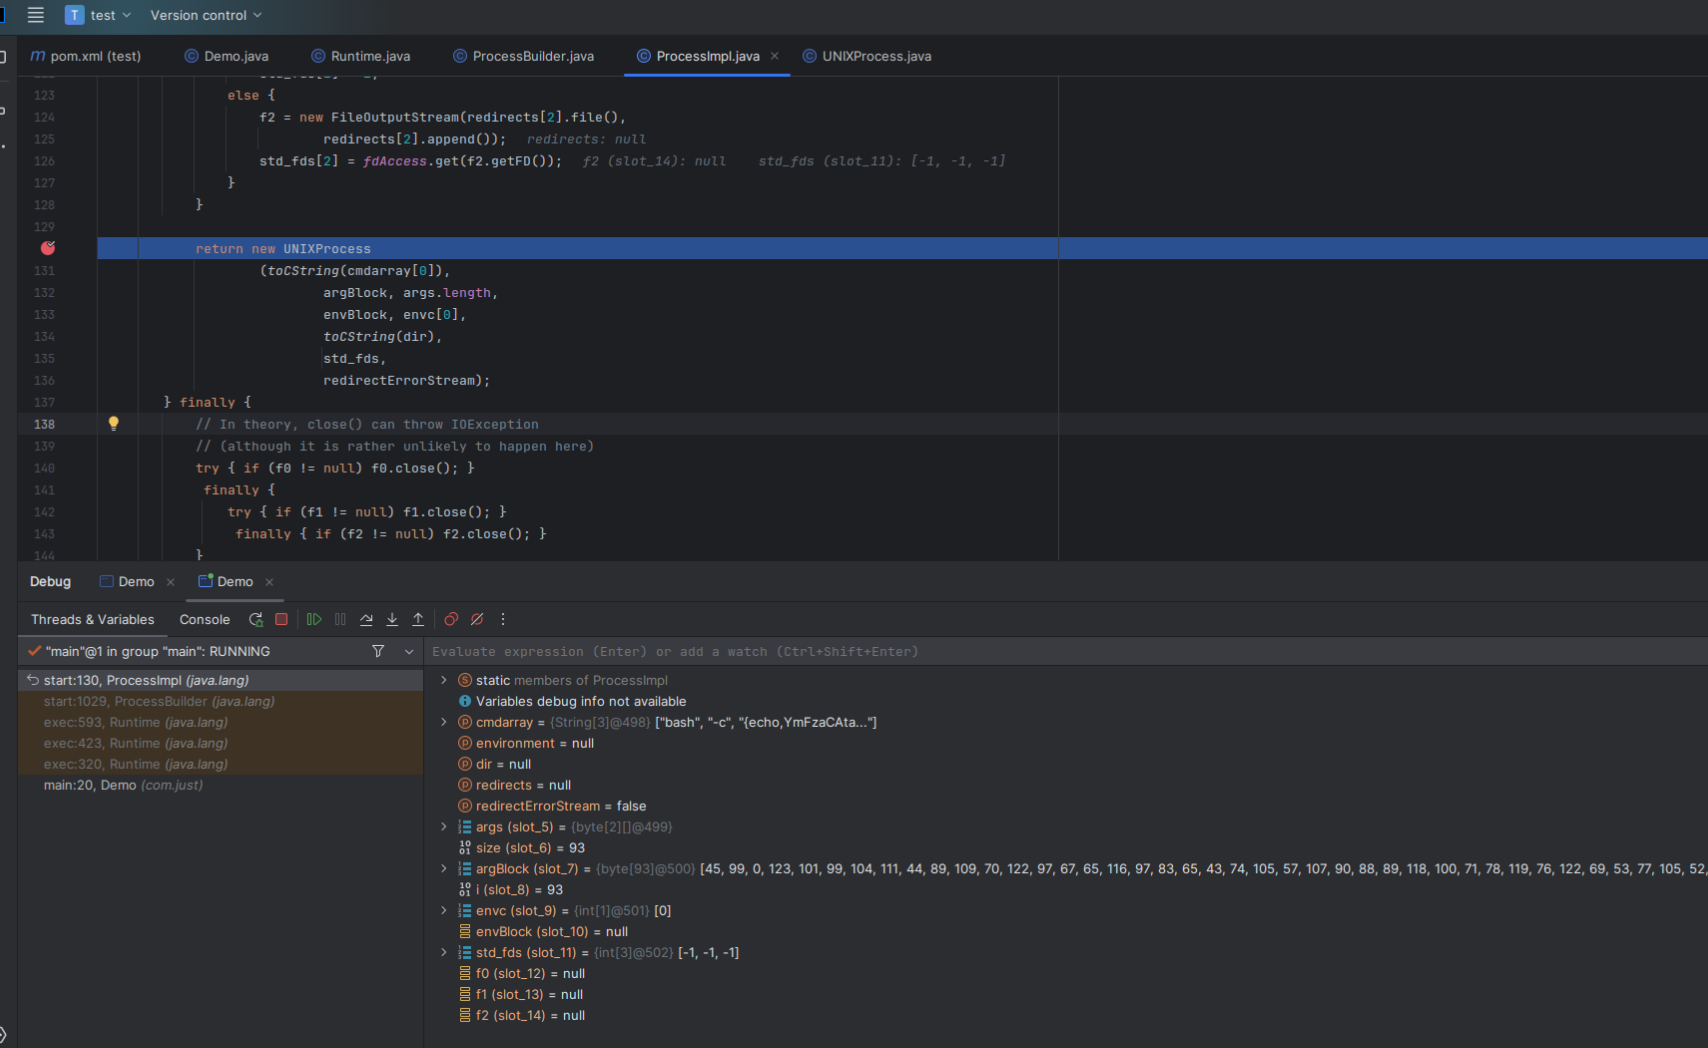 T test Version control
m pom.xml (test) Demo.java Runtime.java ProcessBuilder.java ProcessImpl.java UNIXProcess.java
123 else {
124 f2 = new FileOutputStream(redirects[2].file(),
125 redirects[2].append()); redirects: null
126 std_fds[2] = fdAccess.get(f2.getFD()); f2 (slot_14): null std_fds (slot_11): [-1, -1, -1]
127 }
128 }
129
return new UNIXProcess
131 (toCString(cmdarray[0]),
132 argBlock, args.length,
133 envBlock, envc[0],
134 toCString(dir),
135 std_fds,
136 redirectErrorStream);
137 } finally {
138 // In theory, close() can throw IOException
139 // (although it is rather unlikely to happen here)
140 try { if (f0 != null) f0.close(); }
141 finally {
142 try { if (f1 != null) f1.close(); }
143 finally { if (f2 != null) f2.close(); }
144 }
Debug Demo Demo
Threads & Variables Console
"main"@1 in group "main": RUNNING
Evaluate expression (Enter) or add a watch (Ctrl+Shift+Enter)
start:130, ProcessImpl (java.lang)
start:1029, ProcessBuilder (java.lang)
exec:593, Runtime (java.lang)
exec:423, Runtime (java.lang)
exec:320, Runtime (java.lang)
main:20, Demo (com.just)
static members of ProcessImpl
Variables debug info not available
cmdarray = {String[3]@498} ["bash", "-c", "{echo,YmFzaCAta..."]
environment = null
dir = null
redirects = null
redirectErrorStream = false
args (slot_5) = {byte[2][]@499}
size (slot_6) = 93
argBlock (slot_7) = {byte[93]@500} [45, 99, 0, 123, 101, 99, 104, 111, 44, 89, 109, 70, 122, 97, 67, 65, 116, 97, 83, 65, 43, 74, 105, 57, 107, 90, 88, 89, 118, 100, 71, 78, 119, 76, 122, 69, 53, 77, 105, 52,
i (slot_8) = 93
envc (slot_9) = {int[1]@501} [0]
envBlock (slot_10) = null
std_fds (slot_11) = {int[3]@502} [-1, -1, -1]
f0 (slot_12) = null
f1 (slot_13) = null
f2 (slot_14) = null